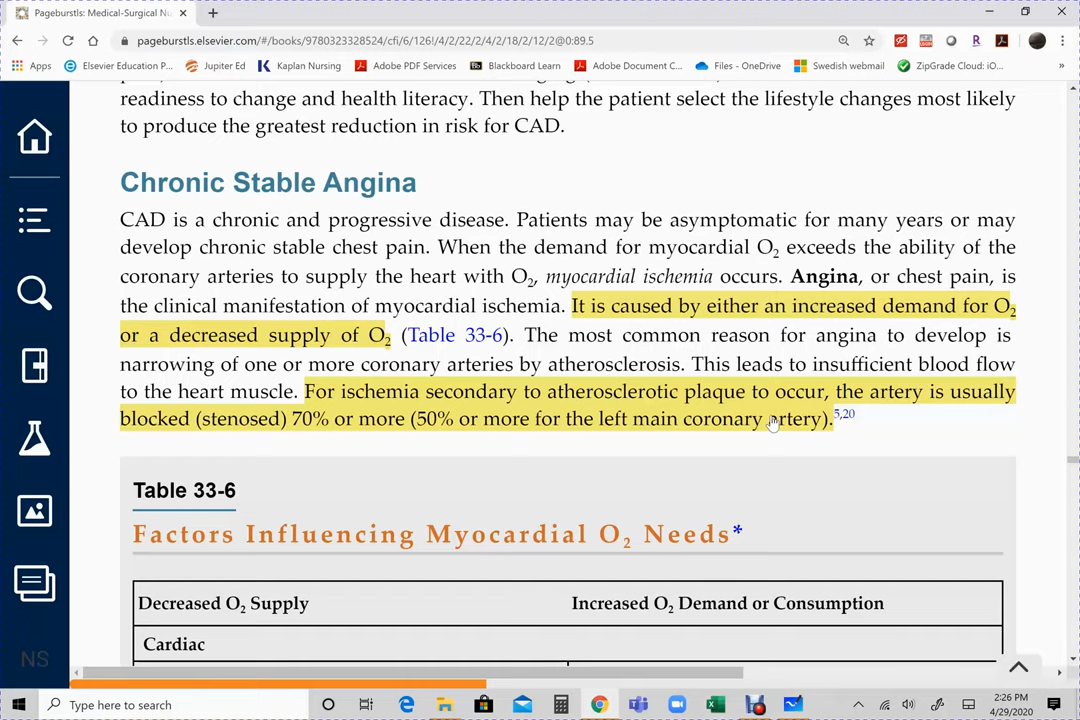 Pageburstls: Medical-Surgical Nu
pageburstls.elsevier.com/#/books/9780323328524/cfi/6/126!/4/2/22/2/4/2/18/2/12/2@0:89.5
Apps Elsevier Education P... Jupiter Ed Kaplan Nursing Adobe PDF Services Blackboard Learn Adobe Document C... Files - OneDrive Swedish webmail ZipGrade Cloud: iO... »
readiness to change and health literacy. Then help the patient select the lifestyle changes most likely
to produce the greatest reduction in risk for CAD.
Chronic Stable Angina
CAD is a chronic and progressive disease. Patients may be asymptomatic for many years or may
develop chronic stable chest pain. When the demand for myocardial O₂ exceeds the ability of the
coronary arteries to supply the heart with O₂, myocardial ischemia occurs. Angina, or chest pain, is
the clinical manifestation of myocardial ischemia. It is caused by either an increased demand for O₂
or a decreased supply of O₂ (Table 33-6). The most common reason for angina to develop is
narrowing of one or more coronary arteries by atherosclerosis. This leads to insufficient blood flow
to the heart muscle. For ischemia secondary to atherosclerotic plaque to occur, the artery is usually
blocked (stenosed) 70% or more (50% or more for the left main coronary artery).5,20
Table 33-6
Factors Influencing Myocardial O₂ Needs*
Decreased O₂ Supply Increased O₂ Demand or Consumption
Cardiac
NS
Type here to search
2:26 PM
4/29/2020